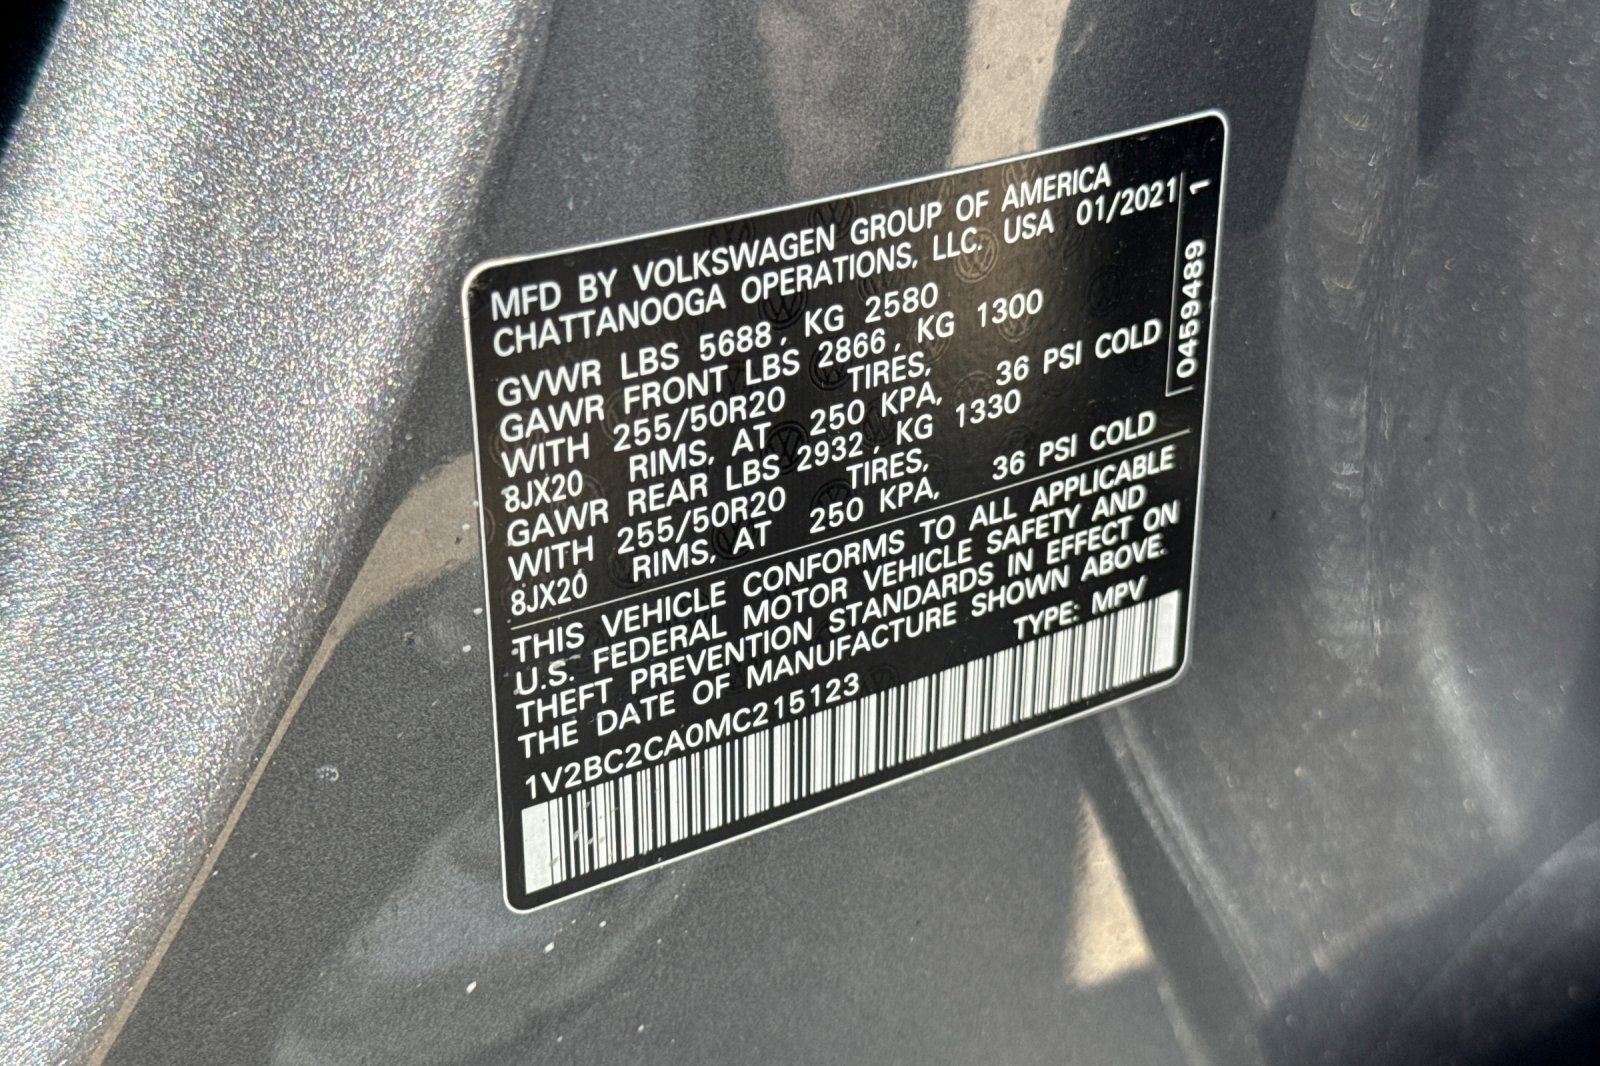 MFD BY VOLKSWAGEN GROUP OF AMERICA
CHATTANOOGA OPERATIONS, LLC. USA 01/2021
GVWR LBS 5688, KG 2580
GAWR FRONT LBS 2866, KG 1300
WITH 255/50R20 TIRES,
8JX20 RIMS, AT 250 KPA, 36 PSI COLD
GAWR REAR LBS 2932, KG 1330
WITH 255/50R20 TIRES,
8JX20 RIMS, AT 250 KPA, 36 PSI COLD
THIS VEHICLE CONFORMS TO ALL APPLICABLE
U.S. FEDERAL MOTOR VEHICLE SAFETY AND
THEFT PREVENTION STANDARDS IN EFFECT ON
THE DATE OF MANUFACTURE SHOWN ABOVE.
1V2BC2CA0MC215123 TYPE: MPV
0459489 1